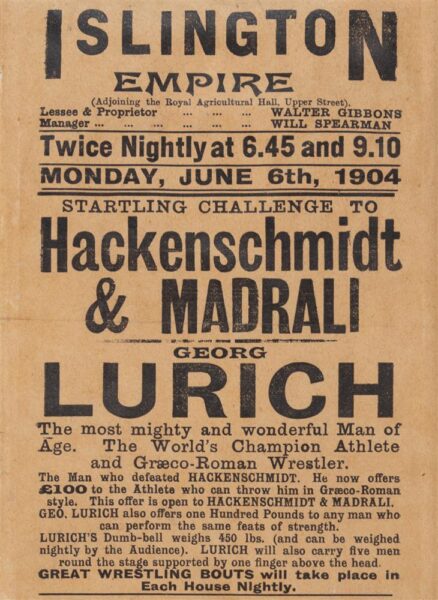 ISLINGTON
EMPIRE
(Adjoining the Royal Agricultural Hall, Upper Street).
Lessee & Proprietor ... ... ... WALTER GIBBONS
Manager ... ... ... ... ... ... WILL SPEARMAN
Twice Nightly at 6.45 and 9.10
MONDAY, JUNE 6th, 1904
STARTLING CHALLENGE TO
Hackenschmidt
& MADRALI
GEORG
LURICH
The most mighty and wonderful Man of
Age. The World's Champion Athlete
and Græco-Roman Wrestler.
The Man who defeated HACKENSCHMIDT. He now offers
£100 to the Athlete who can throw him in Græco-Roman
style. This offer is open to HACKENSCHMIDT & MADRALI.
GEO. LURICH also offers one Hundred Pounds to any man who
can perform the same feats of strength.
LURICH'S Dumb-bell weighs 450 lbs. (and can be weighed
nightly by the Audience). LURICH will also carry five men
round the stage supported by one finger above the head.
GREAT WRESTLING BOUTS will take place in
Each House Nightly.